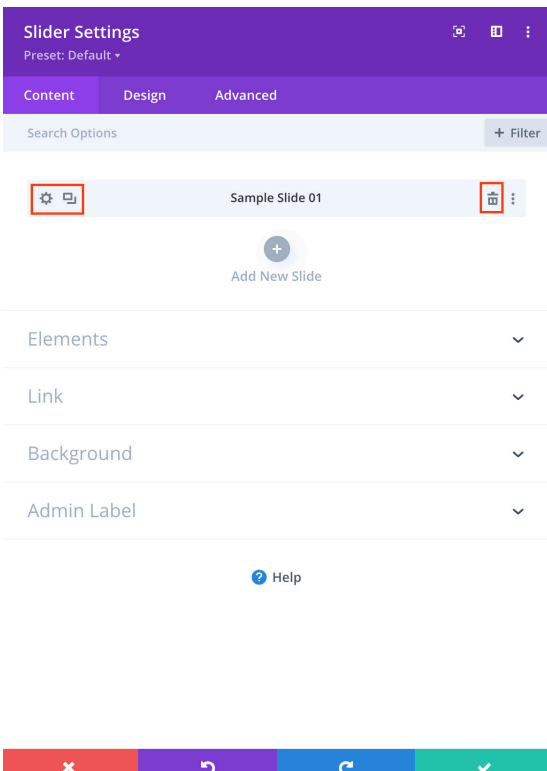 Slider Settings
Preset: Default
Content Design Advanced
Search Options + Filter
Sample Slide 01
Add New Slide
Elements
Link
Background
Admin Label
? Help